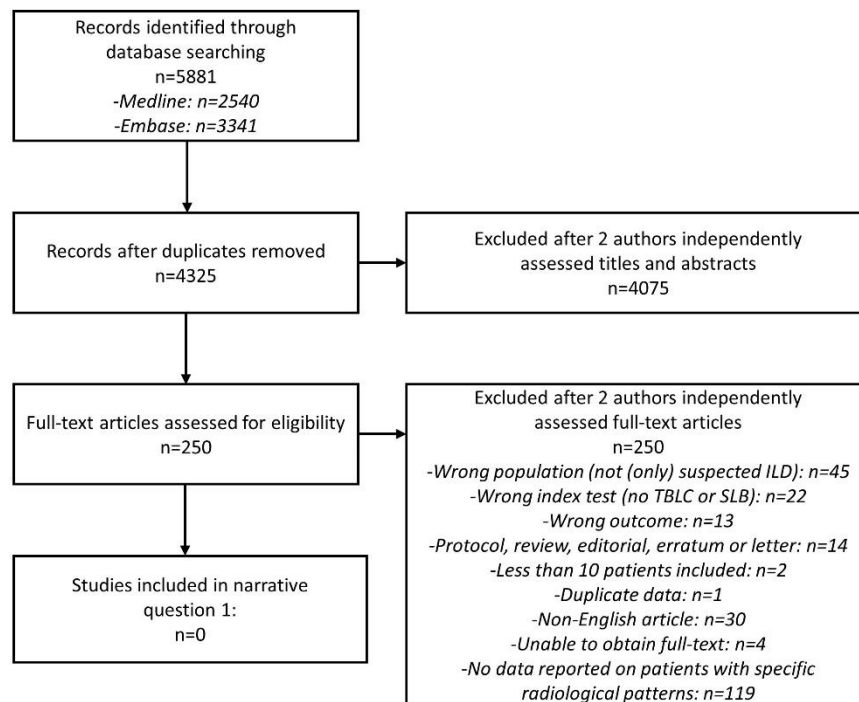 Records identified through
database searching
n=5881
-Medline: n=2540
-Embase: n=3341
Records after duplicates removed
n=4325
Excluded after 2 authors independently
assessed titles and abstracts
n=4075
Full-text articles assessed for eligibility
n=250
Excluded after 2 authors independently
assessed full-text articles
n=250
-Wrong population (not (only) suspected ILD): n=45
-Wrong index test (no TBLC or SLB): n=22
-Wrong outcome: n=13
-Protocol, review, editorial, erratum or letter: n=14
-Less than 10 patients included: n=2
-Duplicate data: n=1
-Non-English article: n=30
-Unable to obtain full-text: n=4
-No data reported on patients with specific
radiological patterns: n=119
Studies included in narrative
question 1:
n=0